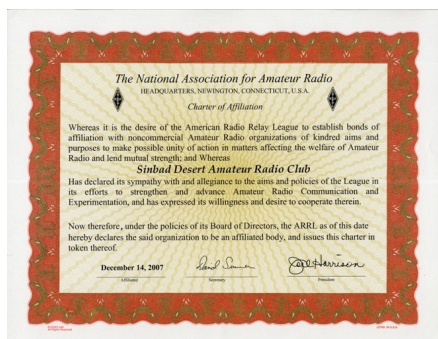 The National Association for Amateur Radio
HEADQUARTERS, NEWINGTON, CONNECTICUT, U.S.A.
Charter of Affiliation
Whereas it is the desire of the American Radio Relay League to establish bonds of
affiliation with noncommercial Amateur Radio organizations of kindred aims and
purposes to make possible unity of action in matters affecting the welfare of Amateur
Radio and lend mutual strength; and Whereas
Sinbad Desert Amateur Radio Club
Has declared its sympathy with and allegiance to the aims and policies of the League in
its efforts to strengthen and advance Amateur Radio Communication and
Experimentation, and has expressed its willingness and desire to cooperate therein.
Now therefore, under the policies of its Board of Directors, the ARRL as of this date
hereby declares the said organization to be an affiliated body, and issues this charter in
token thereof.
December 14, 2007 David Sumner Joel Harrison
Affiliated Secretary President